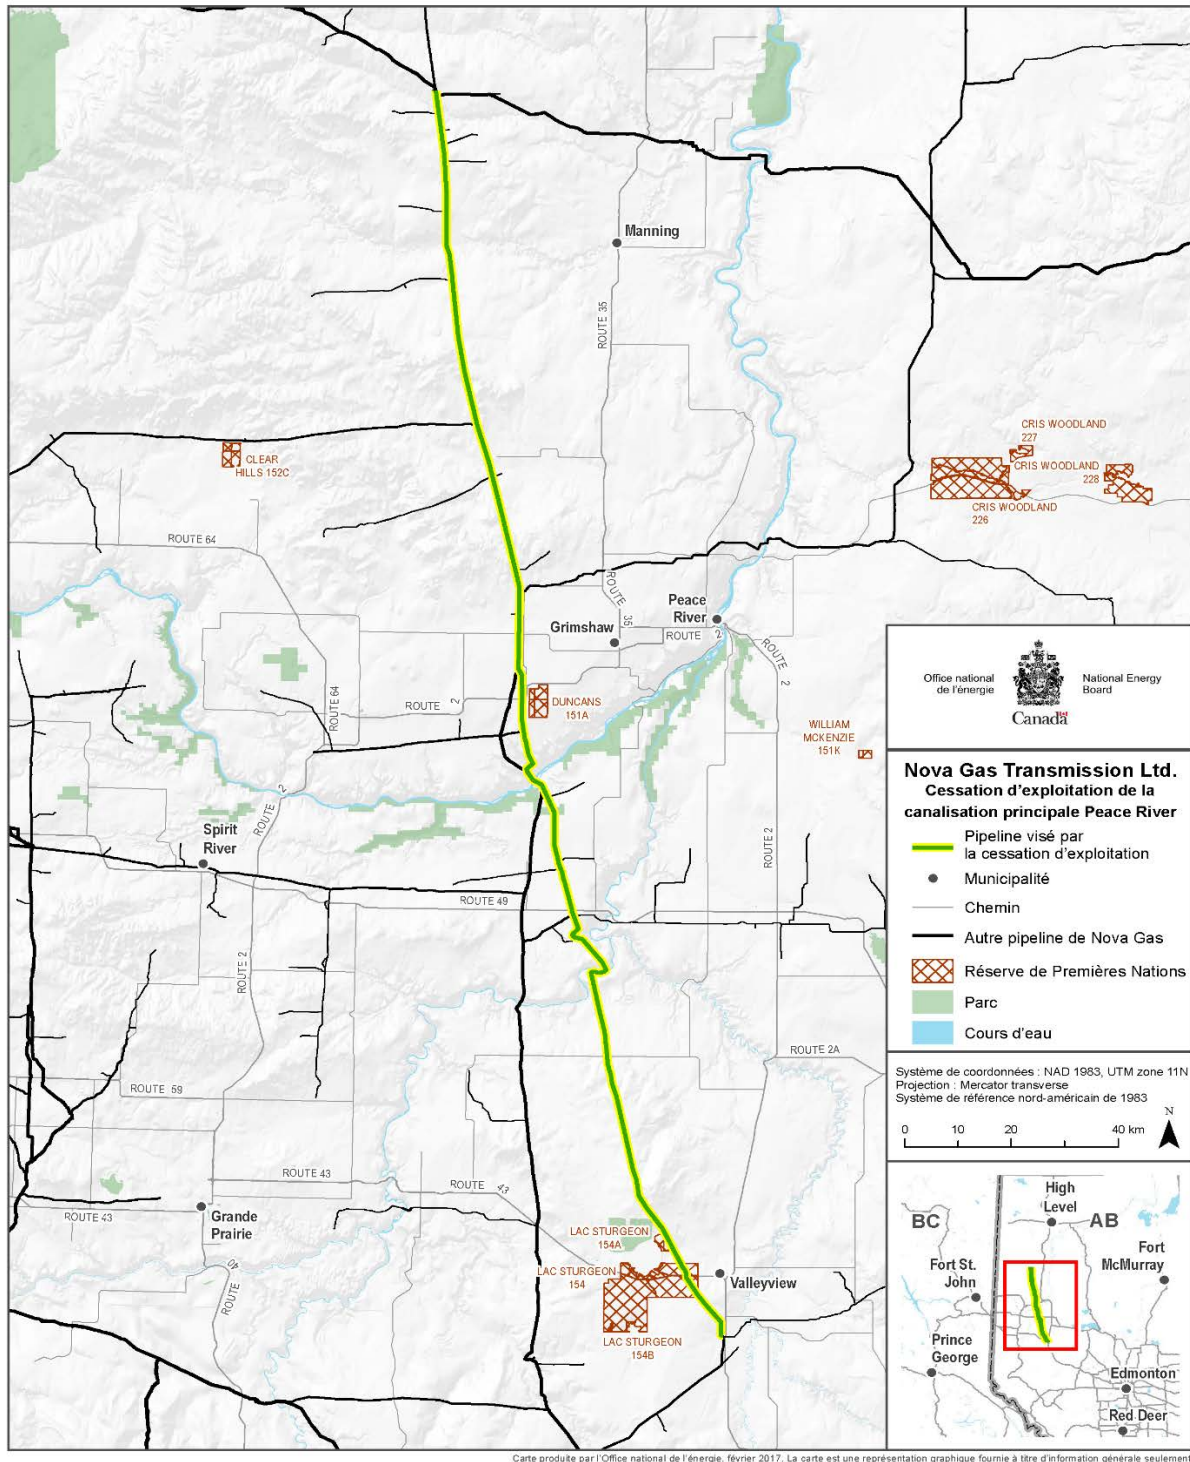 Manning
ROUTE 35
CRIS WOODLAND
227
CRIS WOODLAND
228
CRIS WOODLAND
226
CLEAR
HILLS 152C
ROUTE 64
ROUTE 35
Peace
River
Grimshaw
ROUTE 2
ROUTE 2
ROUTE 64
ROUTE 2
DUNCANS
151A
WILLIAM
MCKENZIE
151K
ROUTE 2
Spirit
River
ROUTE 2
ROUTE 49
ROUTE 2
ROUTE 2A
ROUTE 59
ROUTE 43
ROUTE 43
ROUTE 43
Grande
Prairie
ROUTE 40
LAC STURGEON
154A
LAC STURGEON
154
LAC STURGEON
154B
Valleyview
Office national
de l'énergie
National Energy
Board
Canada
Nova Gas Transmission Ltd.
Cessation d'exploitation de la
canalisation principale Peace River
Pipeline visé par
la cessation d'exploitation
Municipalité
Chemin
Autre pipeline de Nova Gas
Réserve de Premières Nations
Parc
Cours d'eau
Système de coordonnées : NAD 1983, UTM zone 11N
Projection : Mercator transverse
Système de référence nord-américain de 1983
N
0 10 20 40 km
High
Level
BC
AB
Fort
McMurray
Fort St.
John
Prince
George
Edmonton
Red Deer
Carte produite par l'Office national de l'énergie, février 2017. La carte est une représentation graphique fournie à titre d'information générale seulement